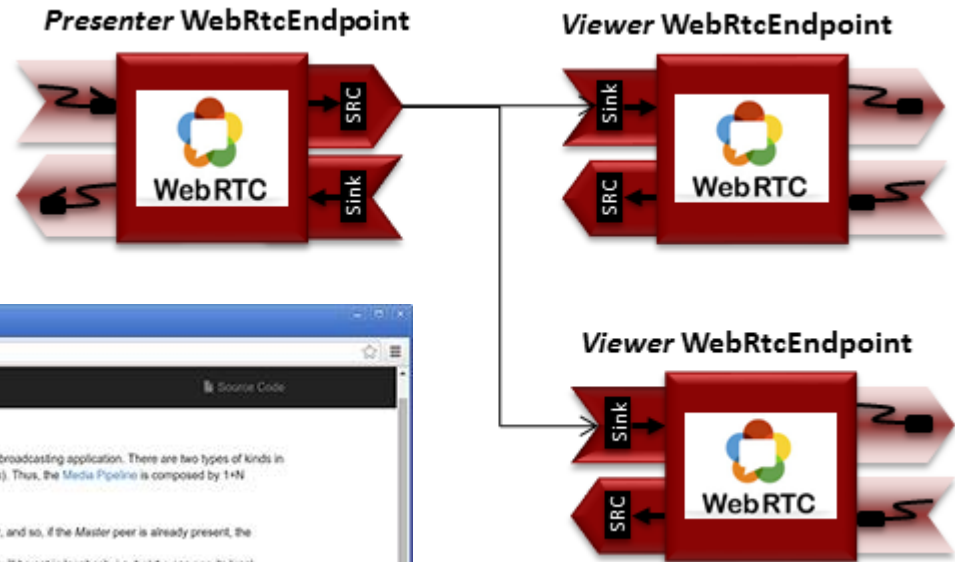 Presenter WebRtcEndpoint
Viewer WebRtcEndpoint
SRC
Sink
WebRTC
Sink
SRC
WebRTC
Viewer WebRtcEndpoint
Sink
SRC
WebRTC
Source Code
broadcasting application. There are two types of kinds in
s). Thus, the Media Pipeline is composed by 1+N
, and so, if the Master peer is already present, the